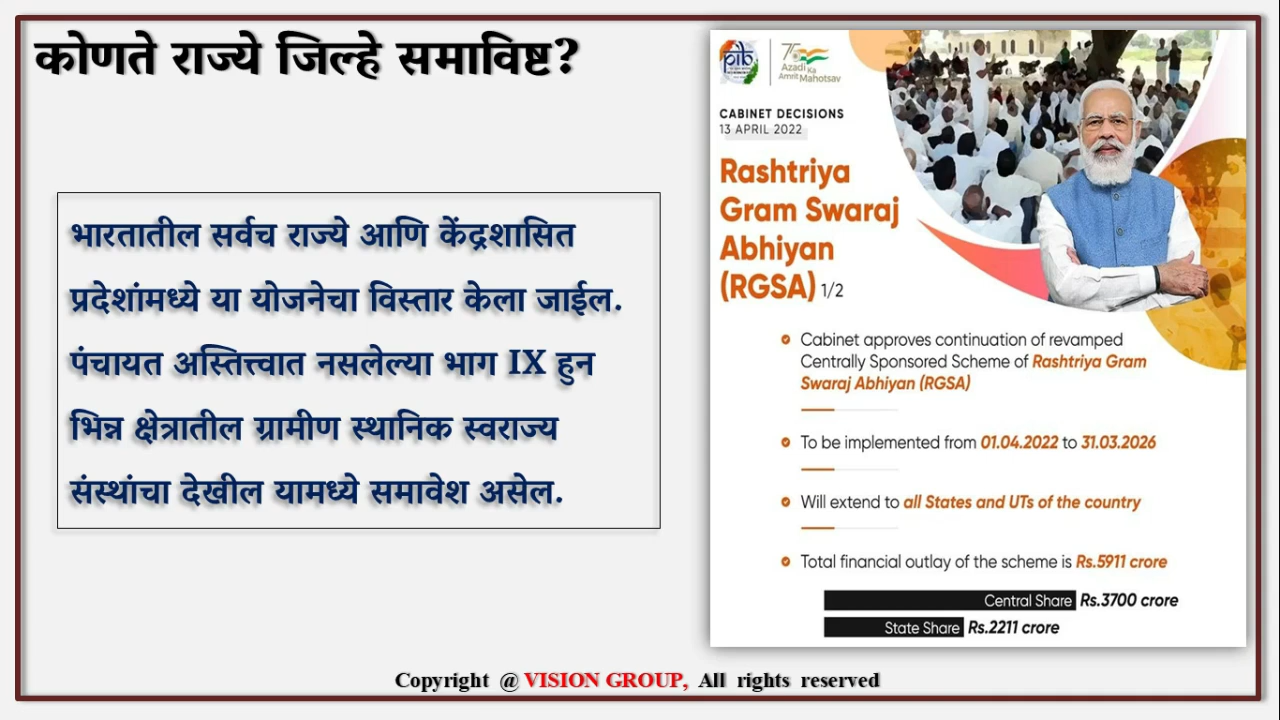 कोणते राज्ये जिल्हे समाविष्ट?
भारतातील सर्वच राज्ये आणि केंद्रशासित
प्रदेशांमध्ये या योजनेचा विस्तार केला जाईल.
पंचायत अस्तित्त्वात नसलेल्या भाग IX हुन
भिन्न क्षेत्रातील ग्रामीण स्थानिक स्वराज्य
संस्थांचा देखील यामध्ये समावेश असेल.
pib
75
Azadi Ka
Amrit Mahotsav
CABINET DECISIONS
13 APRIL 2022
Rashtriya
Gram Swaraj
Abhiyan
(RGSA) 1/2
Cabinet approves continuation of revamped
Centrally Sponsored Scheme of Rashtriya Gram
Swaraj Abhiyan (RGSA)
To be implemented from 01.04.2022 to 31.03.2026
Will extend to all States and UTs of the country
Total financial outlay of the scheme is Rs.5911 crore
Central Share Rs.3700 crore
State Share Rs.2211 crore
Copyright @ VISION GROUP, All rights reserved